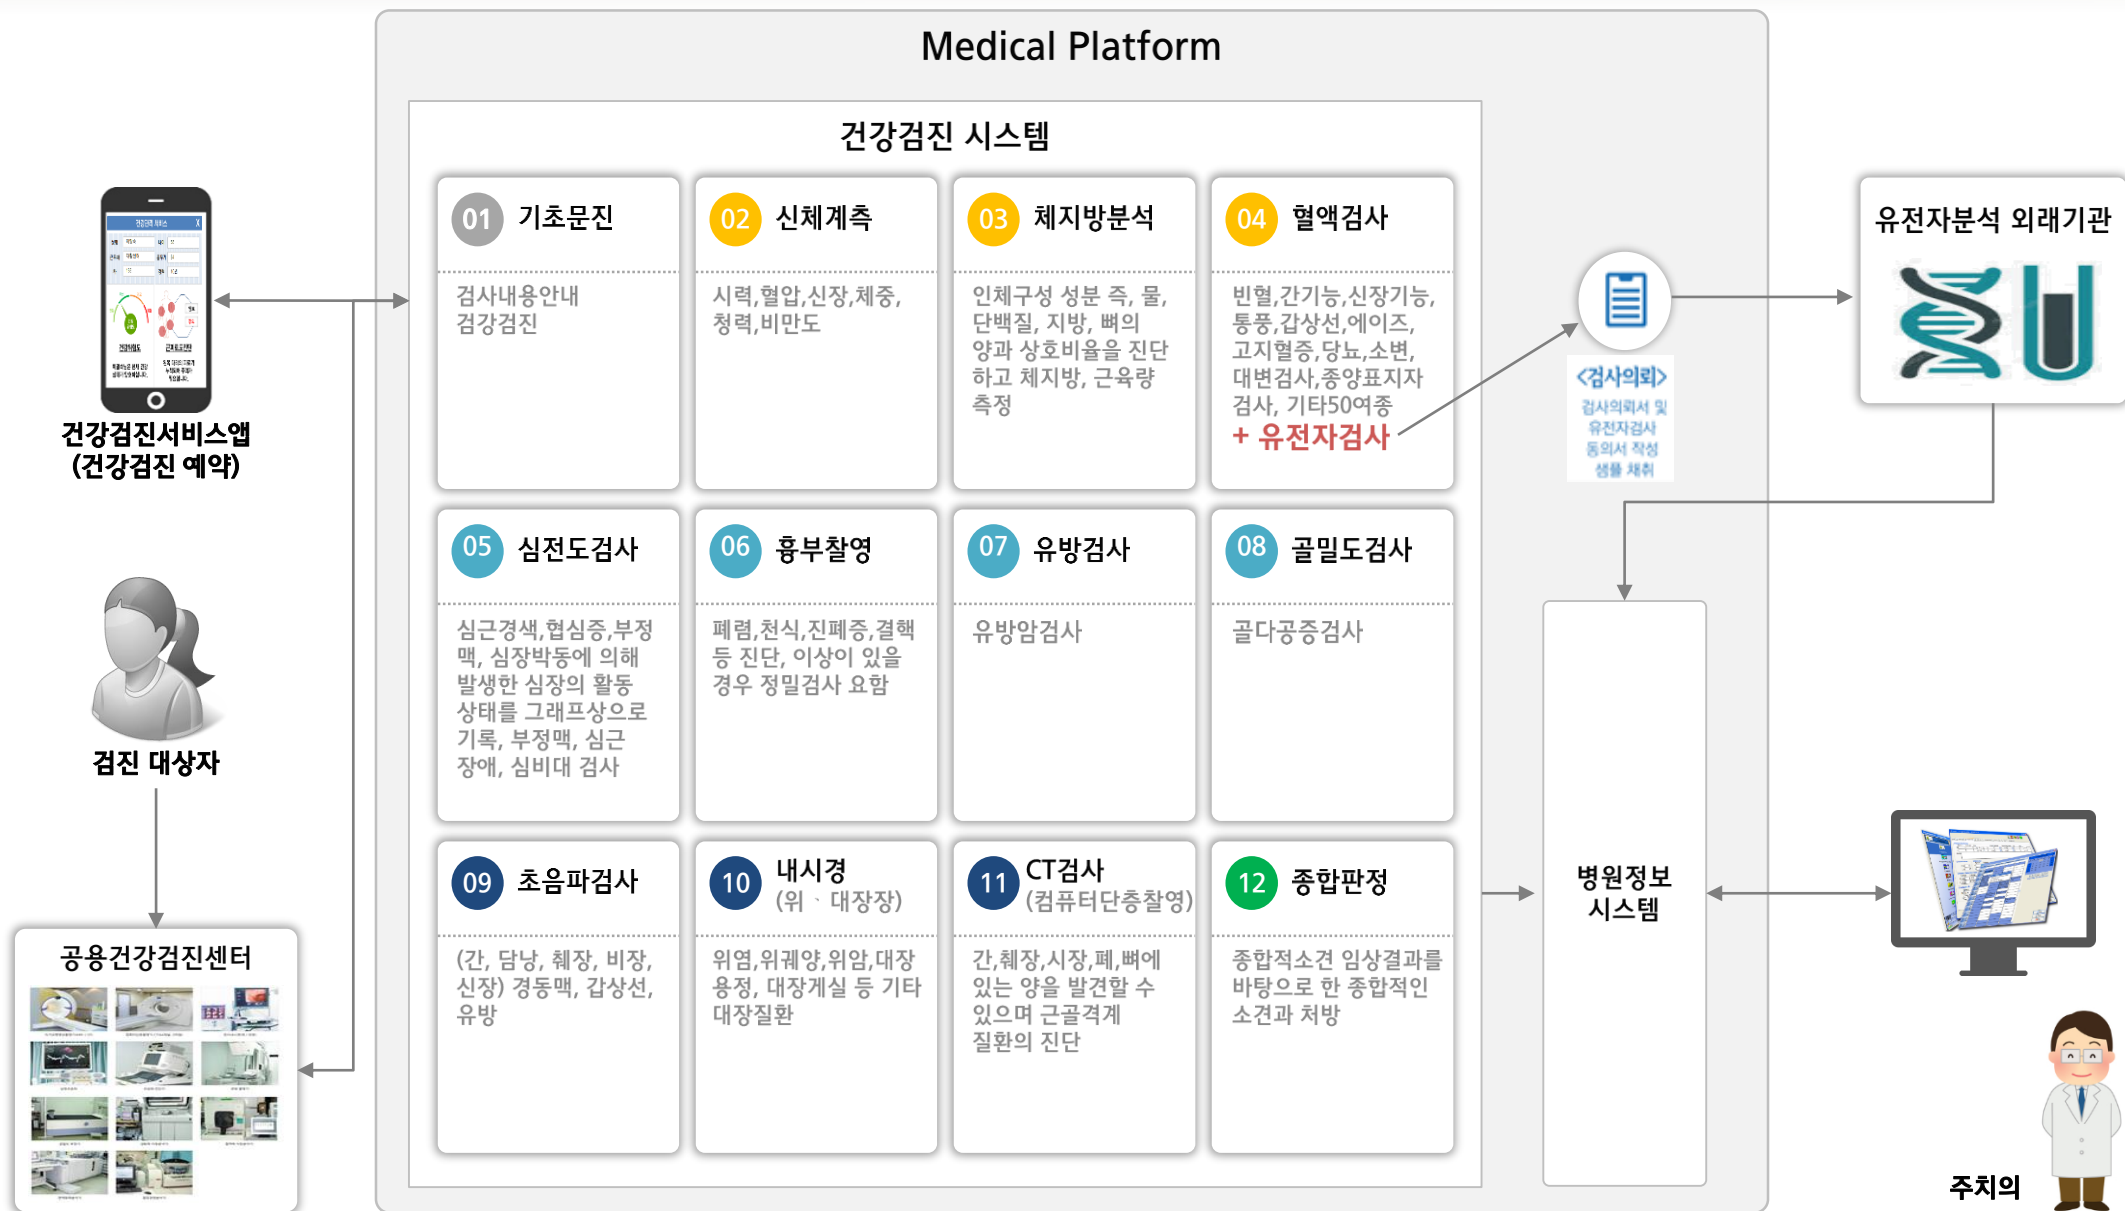 Medical Platform
건강검진 시스템
01 기초문진
검사내용안내
검강검진
02 신체계측
시력,혈압,신장,체중,
청력,비만도
03 체지방분석
인체구성 성분 즉, 물,
단백질, 지방, 뼈의
양과 상호비율을 진단
하고 체지방, 근육량
측정
04 혈액검사
빈혈,간기능,신장기능,
통풍,갑상선,에이즈,
고지혈증,당뇨,소변,
대변검사,종양표지자
검사, 기타50여종
+ 유전자검사
05 심전도검사
심근경색,협심증,부정
맥, 심장박동에 의해
발생한 심장의 활동
상태를 그래프상으로
기록, 부정맥, 심근
장애, 심비대 검사
06 흉부촬영
폐렴,천식,진폐증,결핵
등 진단, 이상이 있을
경우 정밀검사 요함
07 유방검사
유방암검사
08 골밀도검사
골다공증검사
09 초음파검사
(간, 담낭, 췌장, 비장,
신장) 경동맥, 갑상선,
유방
10 내시경
(위ㆍ대장장)
위염,위궤양,위암,대장
용정, 대장게실 등 기타
대장질환
11 CT검사
(컴퓨터단층촬영)
간,췌장,시장,폐,뼈에
있는 양을 발견할 수
있으며 근골격계
질환의 진단
12 종합판정
종합적소견 임상결과를
바탕으로 한 종합적인
소견과 처방
건강검진서비스앱
(건강검진 예약)
검진 대상자
공용건강검진센터
<검사의뢰>
검사의뢰서 및
유전자검사
동의서 작성
샘플 채취
유전자분석 외래기관
병원정보
시스템
주치의